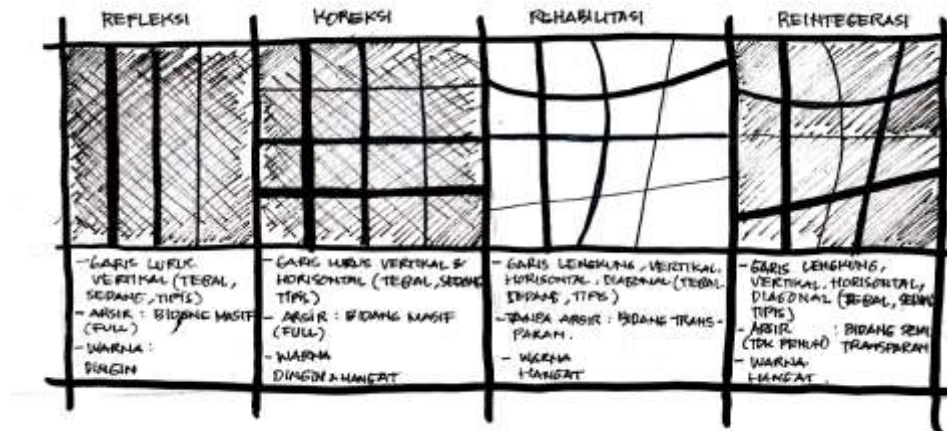 REFLEKSI
KOREKSI
REHABILITASI
REINTEGERASI
- GARIS LURUS
VERTIKAL (TEBAL,
SEDANG, TIPIS)
- ARSIR : BIDANG MASIF
(FULL)
- WARNA :
DINGIN
- GARIS LURUS VERTIKAL &
HORISONTAL (TEBAL, SEDANG
TIPIS)
- ARSIR : BIDANG MASIF
(FULL)
- WARNA
DINGIN & HANGAT
- GARIS LENGKUNG, VERTIKAL,
HORISONTAL, DIAGONAL (TEBAL
SEDANG, TIPIS)
- TANPA ARSIR : BIDANG TRANS-
PARAN.
- WARNA
HANGAT
- GARIS LENGKUNG,
VERTIKAL, HORISONTAL,
DIAGONAL (TEBAL, SEDANG
TIPIS)
- ARSIR : BIDANG SEMI
(TDK PENUH) TRANSPARAN
- WARNA
HANGAT.